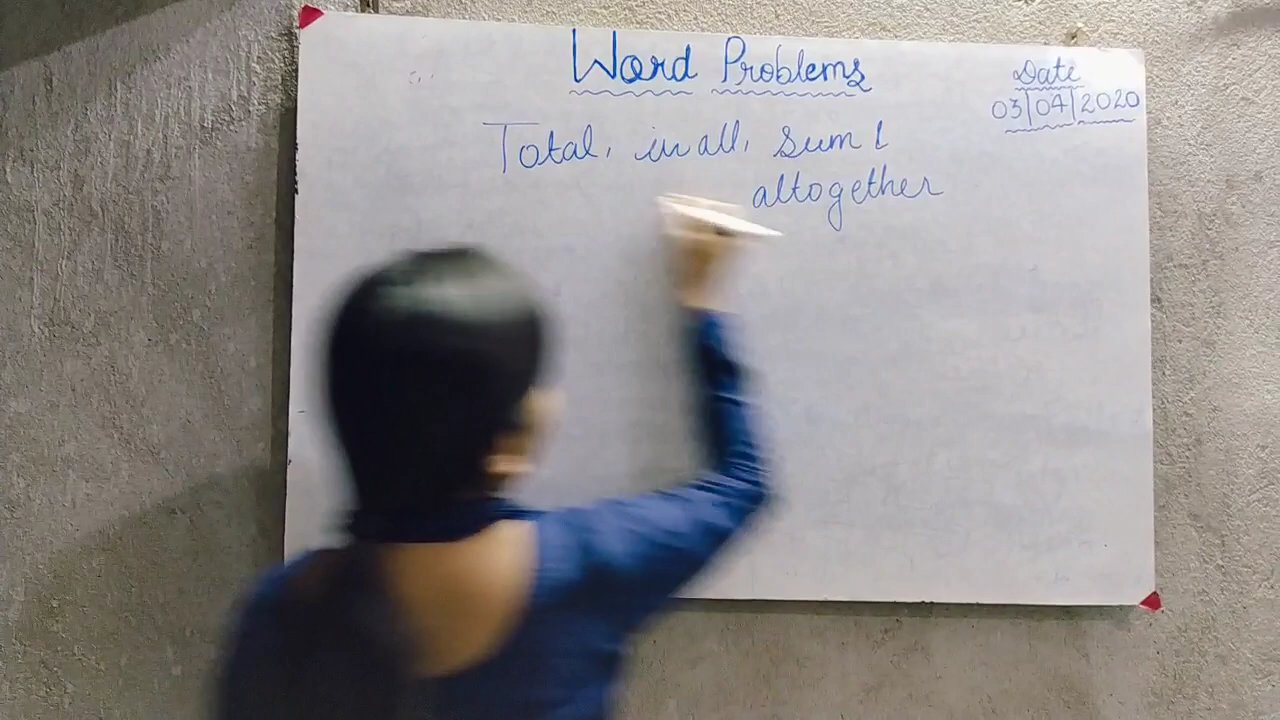 Word Problems
Date
03/04/2020
Total, in all, sum &
altogether